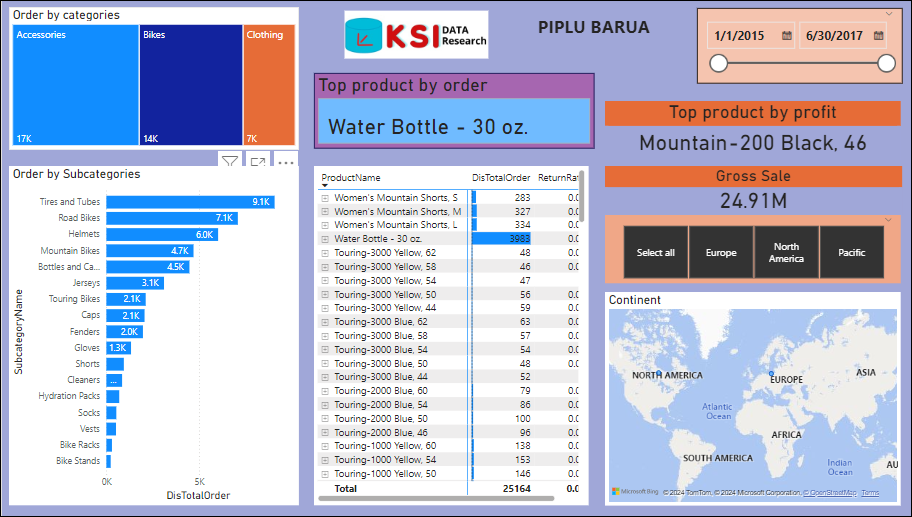 Order by categories
Accessories
Bikes
Clothing
17K
14K
7K
KSI DATA Research
PIPLU BARUA
1/1/2015
6/30/2017
Top product by order
Water Bottle - 30 oz.
Top product by profit
Mountain-200 Black, 46
Gross Sale
24.91M
Select all
Europe
North America
Pacific
Order by Subcategories
SubcategoryName
Tires and Tubes 9.1K
Road Bikes 7.1K
Helmets 6.0K
Mountain Bikes 4.7K
Bottles and Ca... 4.5K
Jerseys 3.1K
Touring Bikes 2.1K
Caps 2.1K
Fenders 2.0K
Gloves 1.3K
Shorts
Cleaners ...
Hydration Packs
Socks
Vests
Bike Racks
Bike Stands
0K 5K
DisTotalOrder
ProductName DisTotalOrder ReturnRat
Women's Mountain Shorts, S 283 0.0
Women's Mountain Shorts, M 327 0.0
Women's Mountain Shorts, L 334 0.0
Water Bottle - 30 oz. 3983 0.0
Touring-3000 Yellow, 62 48 0.0
Touring-3000 Yellow, 58 46 0.0
Touring-3000 Yellow, 54 47
Touring-3000 Yellow, 50 56 0.0
Touring-3000 Yellow, 44 59 0.0
Touring-3000 Blue, 62 63 0.0
Touring-3000 Blue, 58 57 0.0
Touring-3000 Blue, 54 54 0.0
Touring-3000 Blue, 50 48 0.0
Touring-3000 Blue, 44 52
Touring-2000 Blue, 60 79 0.0
Touring-2000 Blue, 54 86 0.0
Touring-2000 Blue, 50 100 0.0
Touring-2000 Blue, 46 96 0.0
Touring-1000 Yellow, 60 138 0.0
Touring-1000 Yellow, 54 153 0.0
Touring-1000 Yellow, 50 146 0.0
Total 25164 0.0
Continent
NORTH AMERICA
EUROPE
ASIA
Atlantic Ocean
AFRICA
SOUTH AMERICA
Indian Ocean
AU
Microsoft Bing
© 2024 TomTom, © 2024 Microsoft Corporation, © OpenStreetMap Terms